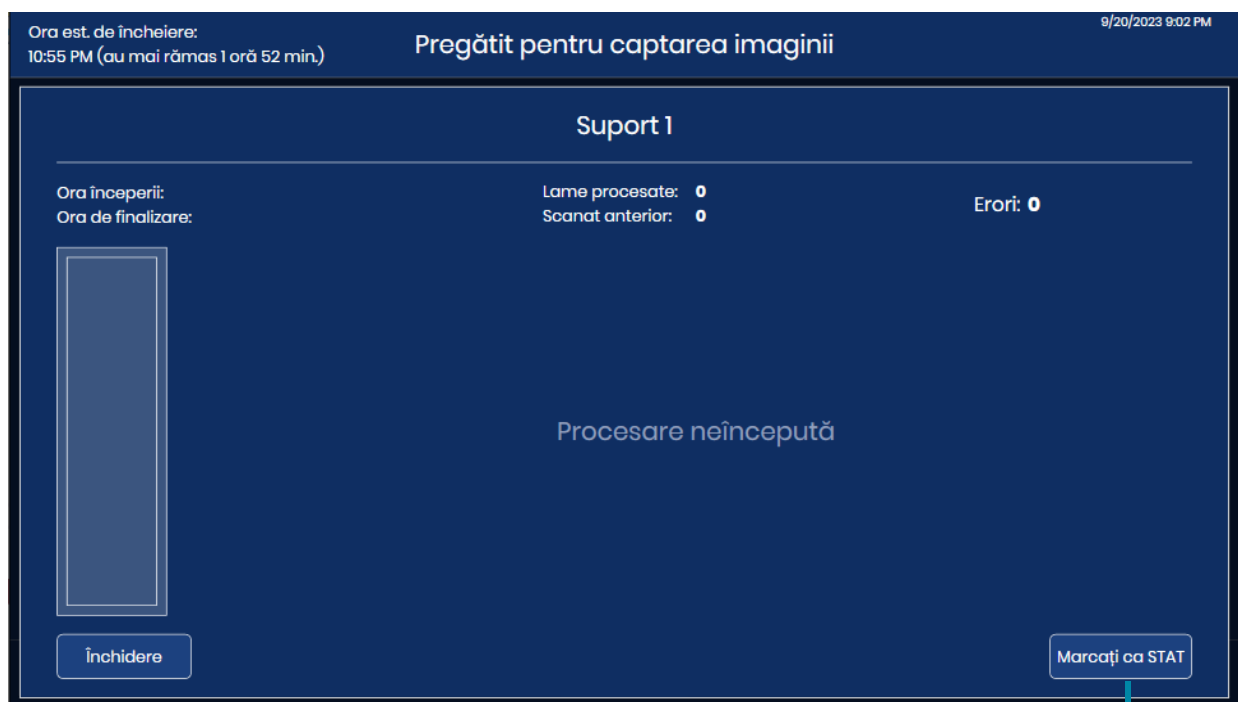 Ora est. de încheiere:
10:55 PM (au mai rămas 1 oră 52 min.)
Pregătit pentru captarea imaginii
9/20/2023 9:02 PM
Suport 1
Ora începerii:
Ora de finalizare:
Lame procesate: 0
Scanat anterior: 0
Erori: 0
Procesare neîncepută
Închidere
Marcați ca STAT